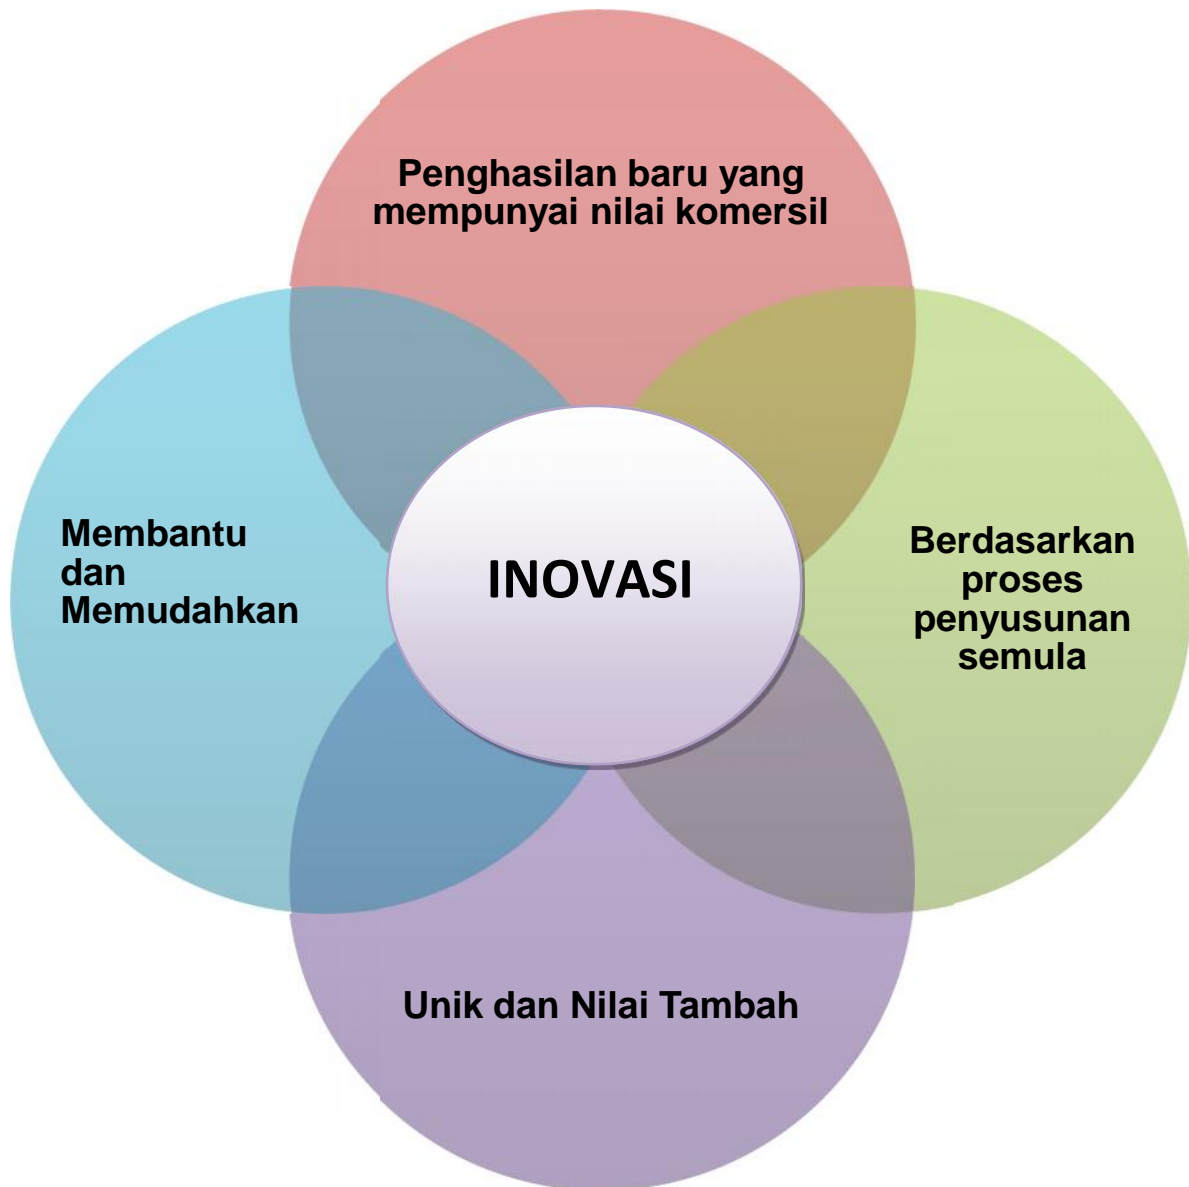 Penghasilan baru yang
mempunyai nilai komersil
Membantu
dan
Memudahkan
INOVASI
Berdasarkan
proses
penyusunan
semula
Unik dan Nilai Tambah